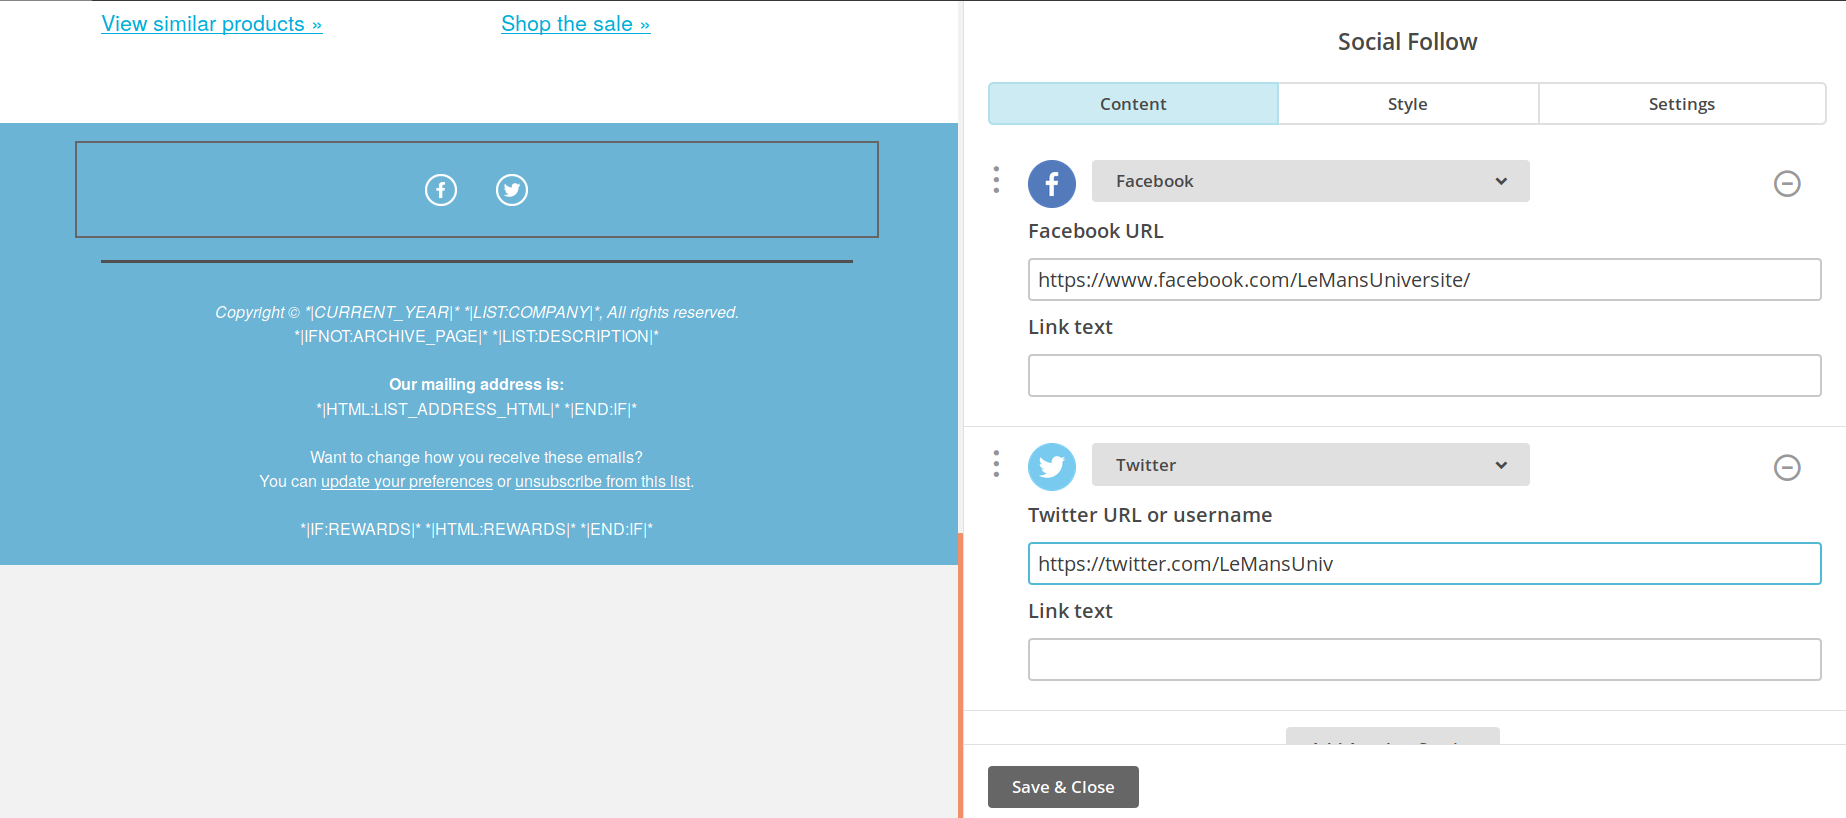 View similar products »
Shop the sale »
Copyright © *|CURRENT_YEAR|* *|LIST:COMPANY|*, All rights reserved.
*|IFNOT:ARCHIVE_PAGE|* *|LIST:DESCRIPTION|*
Our mailing address is:
*|HTML:LIST_ADDRESS_HTML|* *|END:IF|*
Want to change how you receive these emails?
You can update your preferences or unsubscribe from this list.
*|IF:REWARDS|* *|HTML:REWARDS|* *|END:IF|*
Social Follow
Content
Style
Settings
Facebook
Facebook URL
https://www.facebook.com/LeMansUniversite/
Link text
Twitter
Twitter URL or username
https://twitter.com/LeMansUniv
Link text
Save & Close